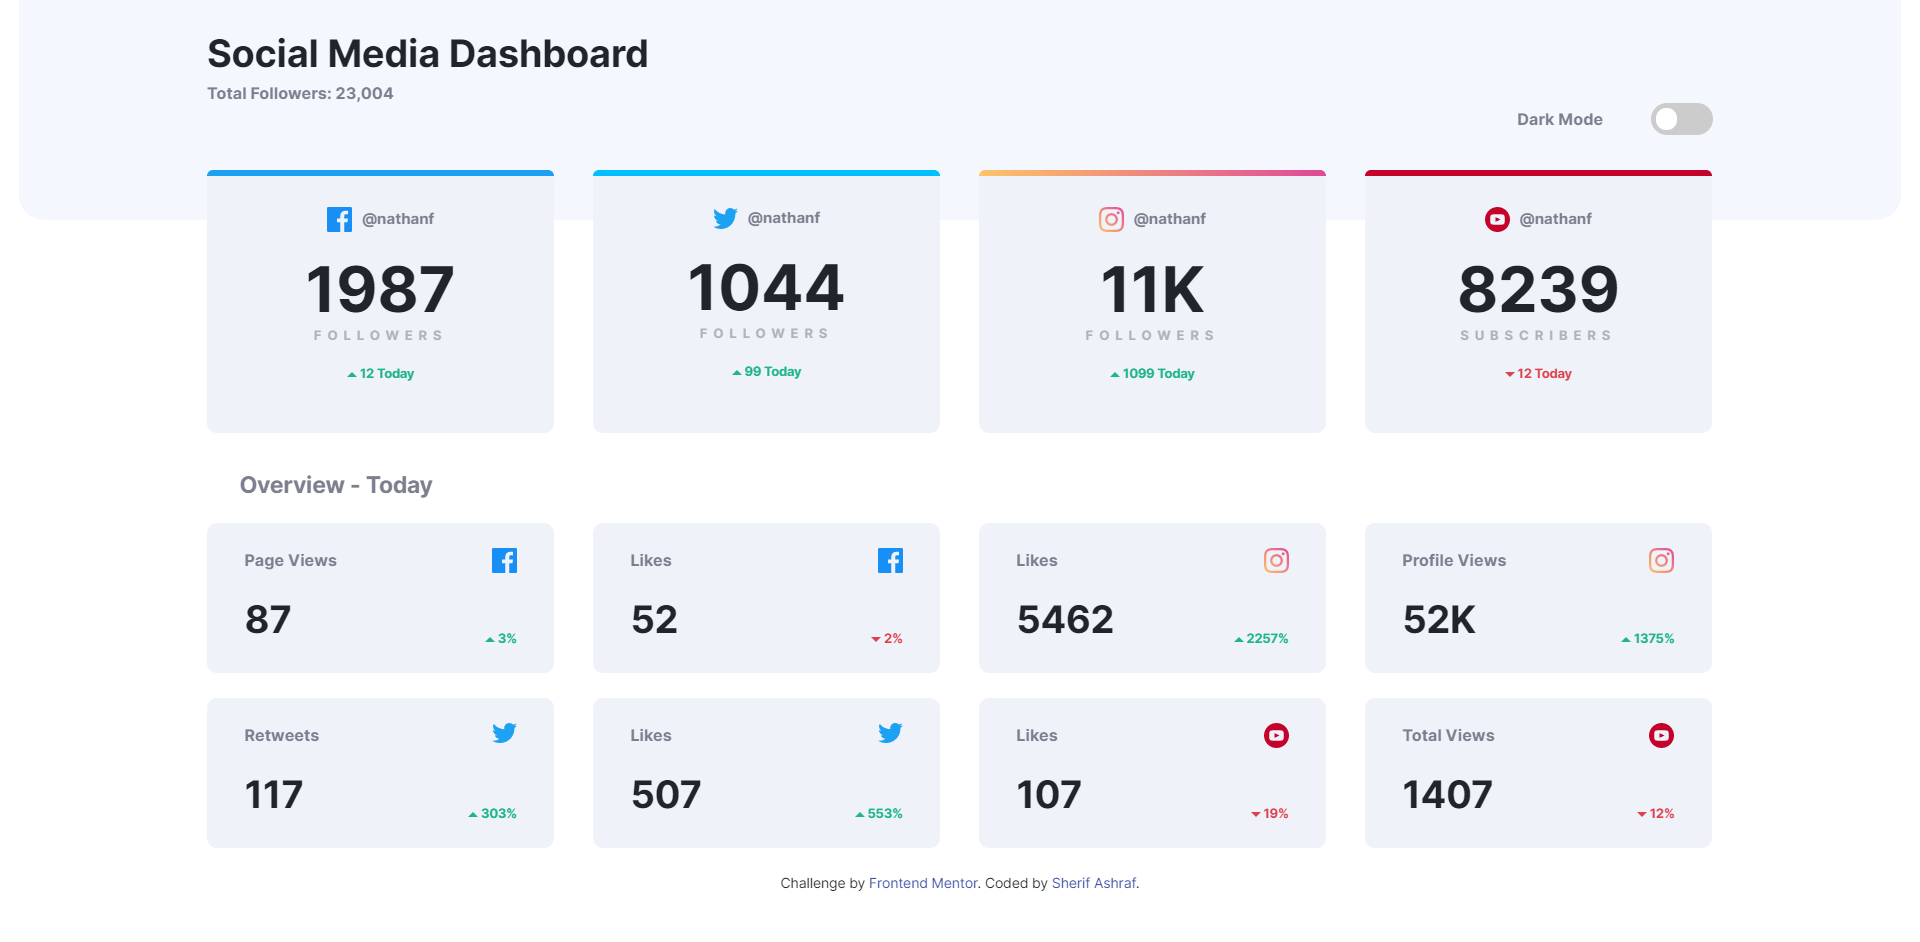 Social Media Dashboard
Total Followers: 23,004
Dark Mode
@nathanf
1987
FOLLOWERS
12 Today
@nathanf
1044
FOLLOWERS
99 Today
@nathanf
11K
FOLLOWERS
1099 Today
@nathanf
8239
SUBSCRIBERS
12 Today
Overview - Today
Page Views
87
3%
Likes
52
2%
Likes
5462
2257%
Profile Views
52K
1375%
Retweets
117
303%
Likes
507
553%
Likes
107
19%
Total Views
1407
12%
Challenge by Frontend Mentor. Coded by Sherif Ashraf.